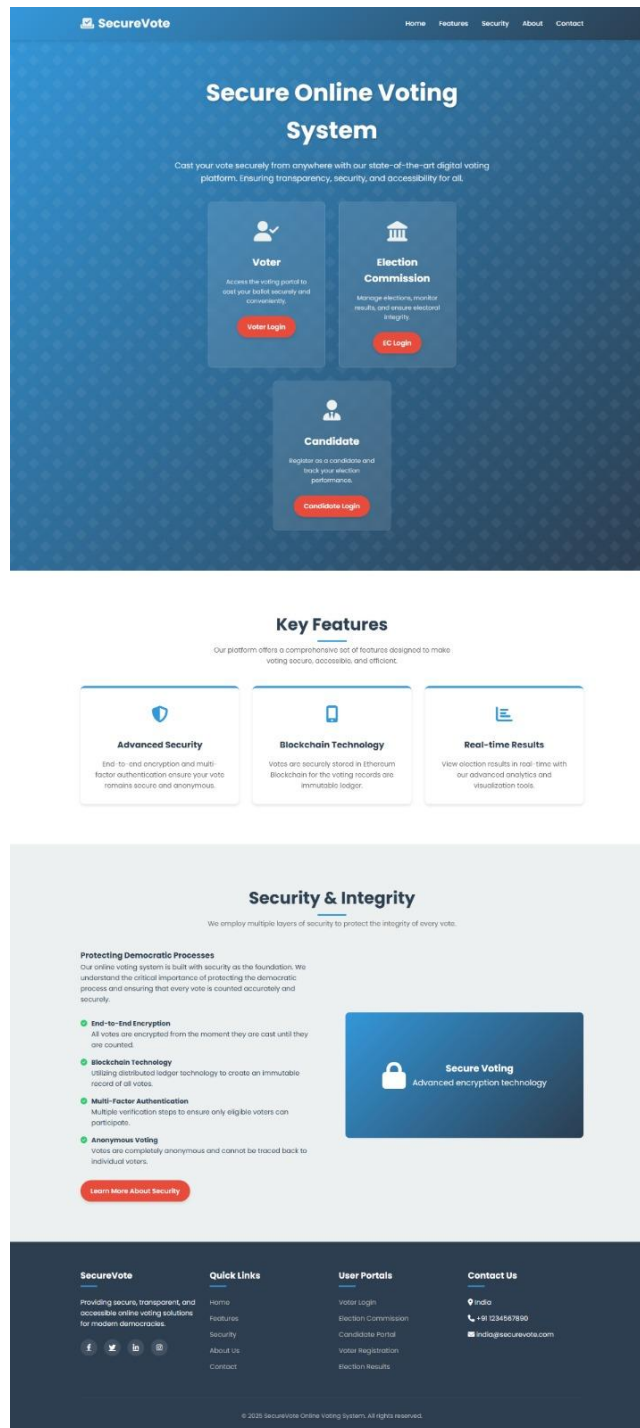 SecureVote
Home Features Security About Contact
Secure Online Voting
System
Cast your vote securely from anywhere with our state-of-the-art digital voting
platform. Ensuring transparency, security, and accessibility for all.
Voter
Access the voting portal to
cast your ballot securely and
conveniently.
Voter Login
Election
Commission
Manage elections, monitor
results, and ensure electoral
integrity.
EC Login
Candidate
Register as a candidate and
track your election
performance.
Candidate Login
Key Features
Our platform offers a comprehensive set of features designed to make
voting secure, accessible, and efficient.
Advanced Security
End-to-end encryption and multi-
factor authentication ensure your vote
remains secure and anonymous.
Blockchain Technology
Votes are securely stored in Ethereum
Blockchain for the voting records are
immutable ledger.
Real-time Results
View election results in real-time with
our advanced analytics and
visualization tools.
Security & Integrity
We employ multiple layers of security to protect the integrity of every vote.
Protecting Democratic Processes
Our online voting system is built with security as the foundation. We
understand the critical importance of protecting the democratic
process and ensuring that every vote is counted accurately and
securely.
End-to-End Encryption
All votes are encrypted from the moment they are cast until they
are counted.
Blockchain Technology
Utilizing distributed ledger technology to create an immutable
record of all votes.
Multi-Factor Authentication
Multiple verification steps to ensure only eligible voters can
participate.
Anonymous Voting
Votes are completely anonymous and cannot be traced back to
individual voters.
Learn More About Security
Secure Voting
Advanced encryption technology
SecureVote
Providing secure, transparent, and
accessible online voting solutions
for modern democracies.
Quick Links
Home
Features
Security
About Us
Contact
User Portals
Voter Login
Election Commission
Candidate Portal
Voter Registration
Election Results
Contact Us
India
+91 1234567890
india@securevote.com
© 2025 SecureVote Online Voting System. All rights reserved.